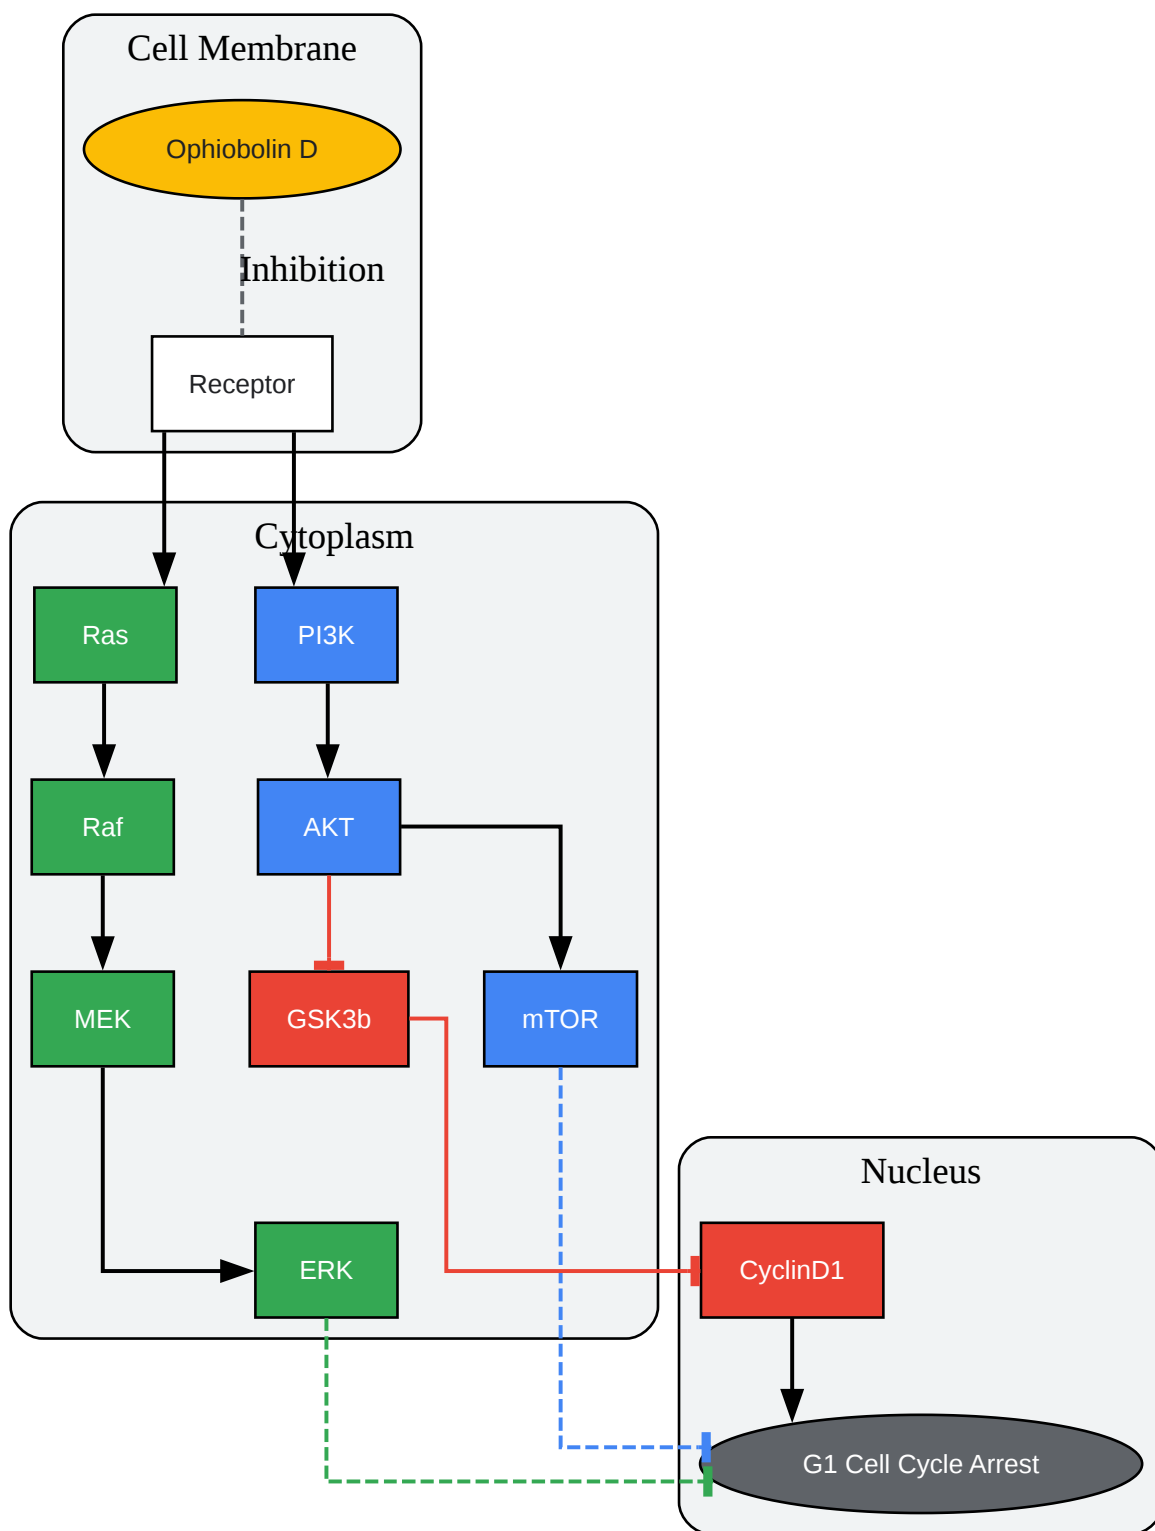 Cell Membrane
Ophiobolin D
Inhibition
Receptor
Cytoplasm
Ras
PI3K
Raf
AKT
MEK
GSK3b
mTOR
Nucleus
ERK
CyclinD1
G1 Cell Cycle Arrest